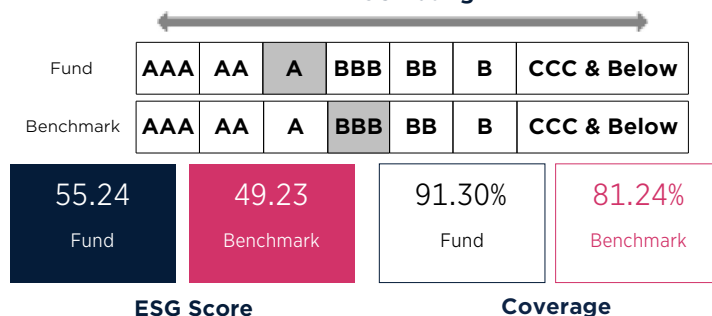 Fund AAA AA A BBB BB B CCC & Below
Benchmark AAA AA A BBB BB B CCC & Below
55.24 49.23 91.30% 81.24%
Fund Benchmark Fund Benchmark
ESG Score Coverage